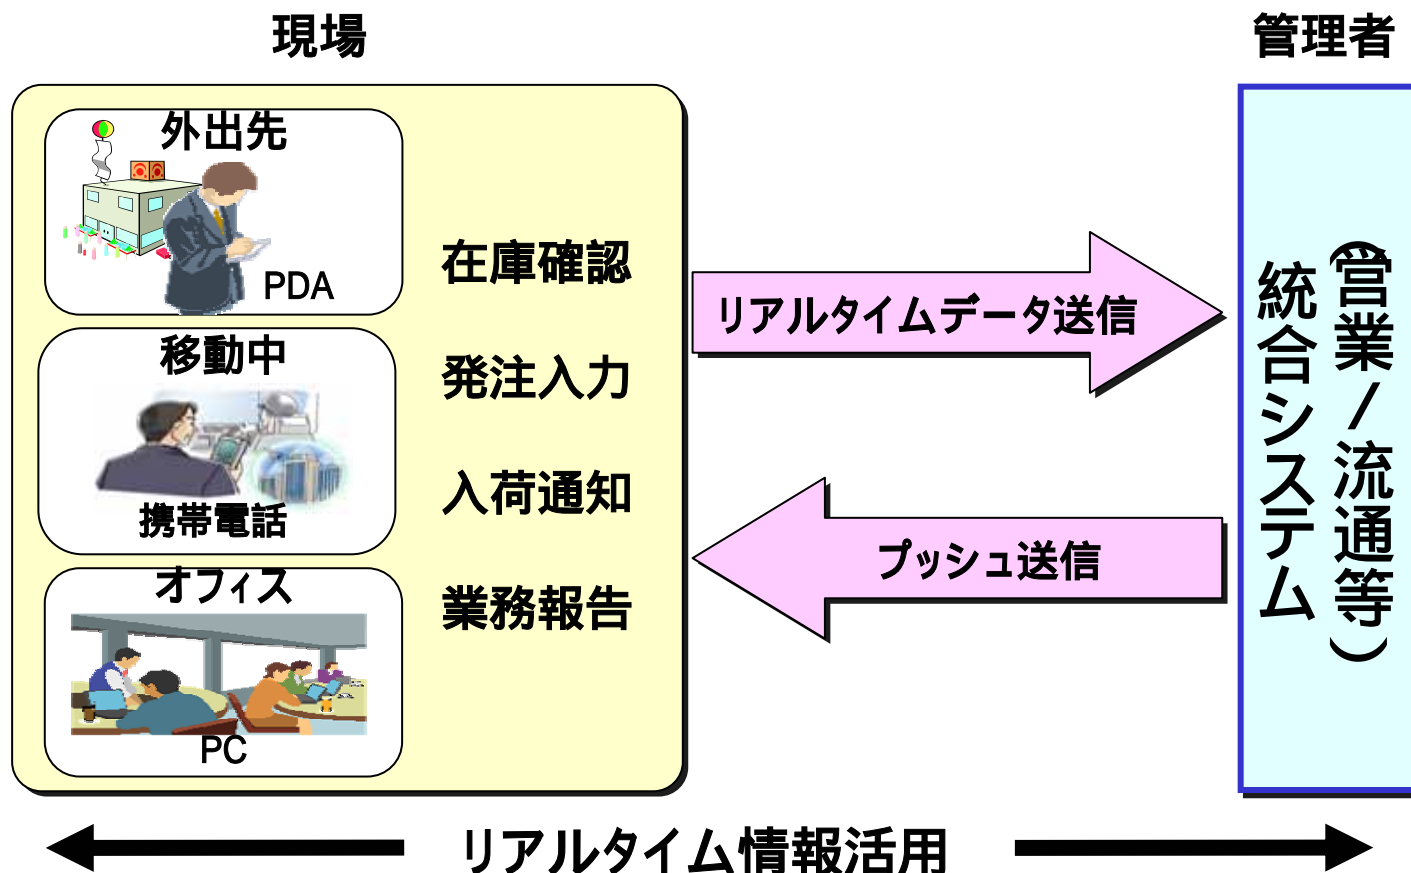 現場
管理者
外出先
PDA
移動中
携帯電話
オフィス
PC
在庫確認
発注入力
入荷通知
業務報告
リアルタイムデータ送信
プッシュ送信
統合システム
(営業/流通等)
リアルタイム情報活用